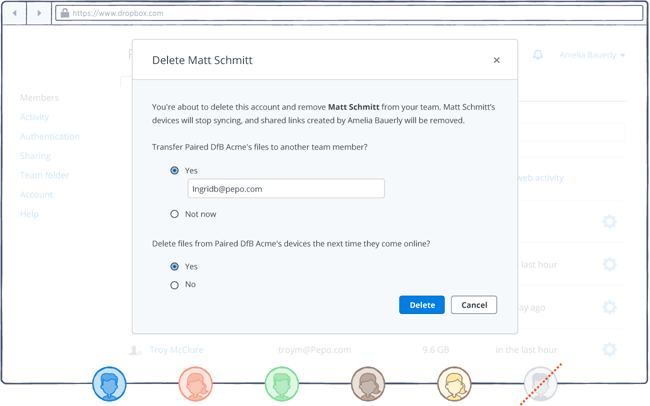 https://www.dropbox.com
Amelia Bauerly
Delete Matt Schmitt
Members
Activity
Authentication
Sharing
Team folder
Account
Help
You're about to delete this account and remove Matt Schmitt from your team. Matt Schmitt's
devices will stop syncing, and shared links created by Amelia Bauerly will be removed.
Transfer Paired DfB Acme's files to another team member?
Yes
Ingridb@pepo.com
Not now
web activity
Delete files from Paired DfB Acme's devices the next time they come online?
Yes
No
last hour
day ago
Delete
Cancel
Troy McClure
troym@Pepo.com
9.6 GB
in the last hour